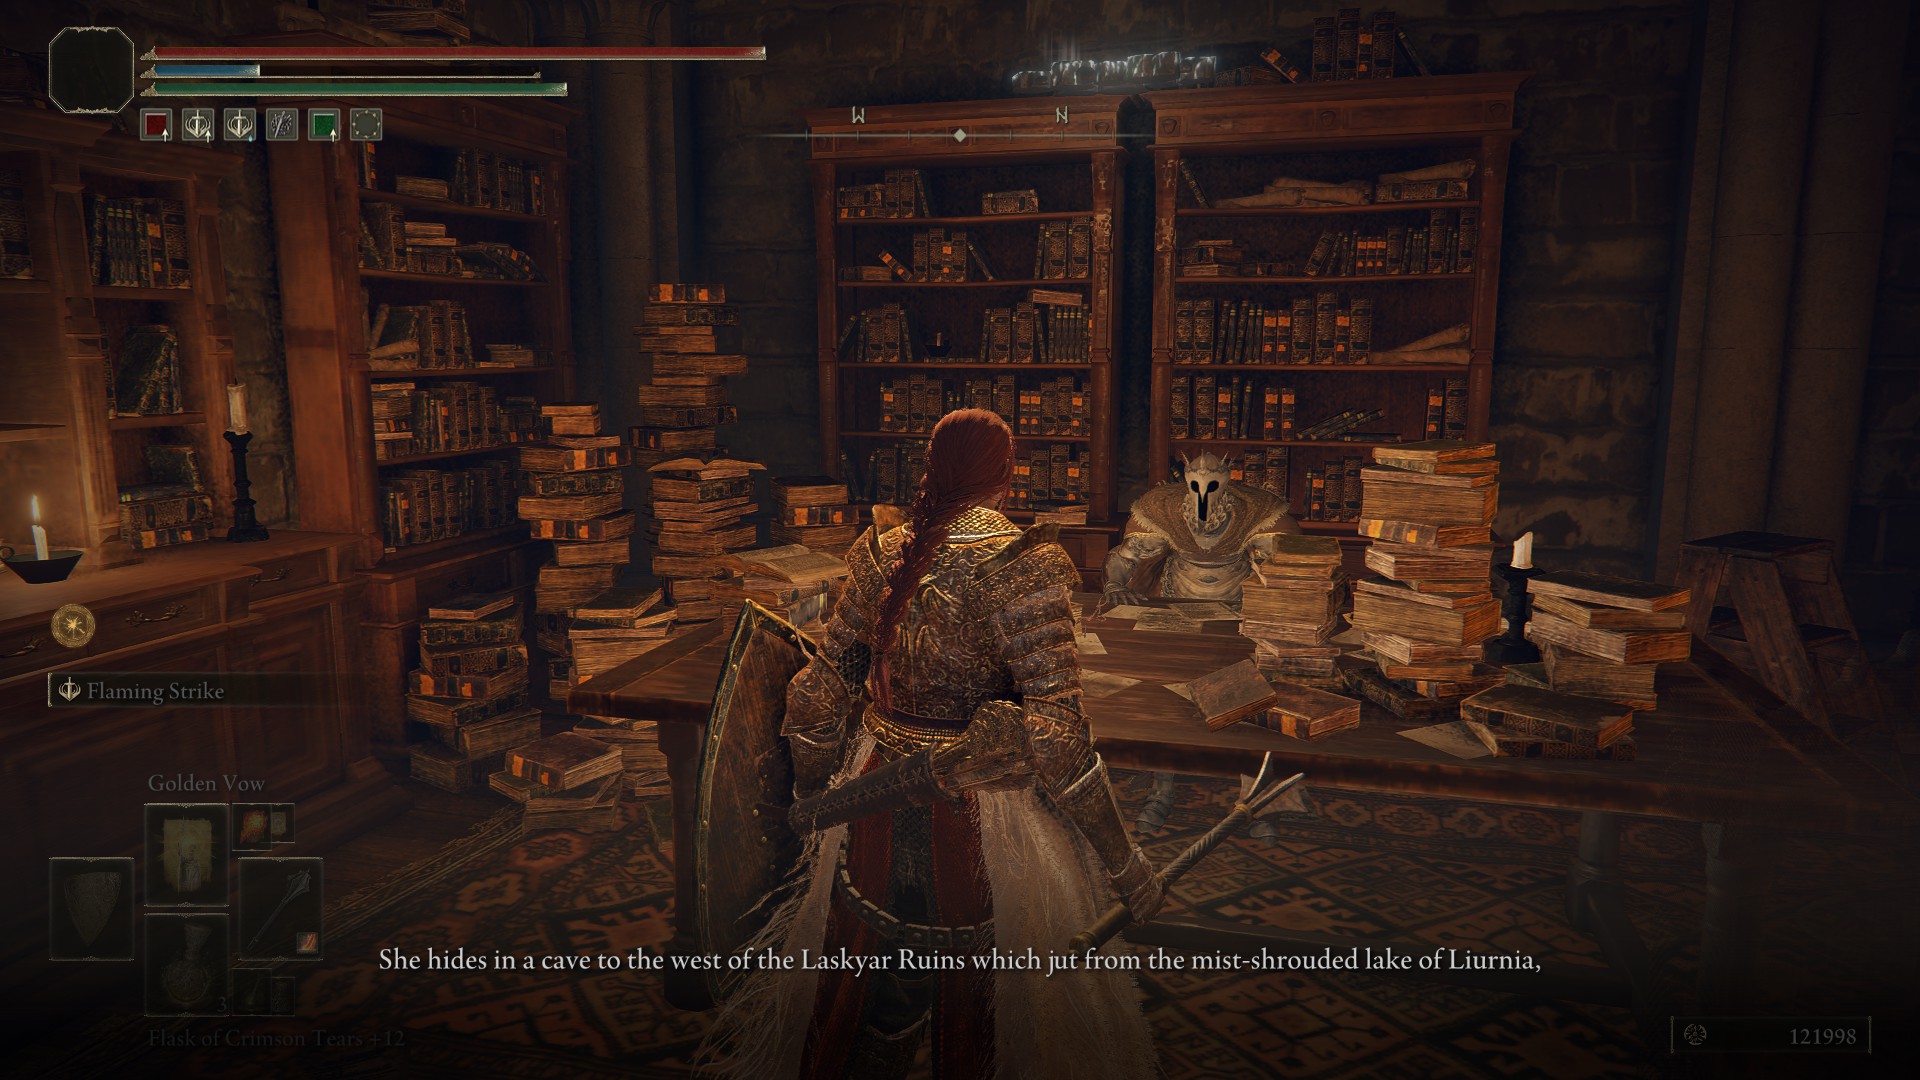 W N
Flaming Strike
Golden Vow
3
She hides in a cave to the west of the Laskyar Ruins which jut from the mist-shrouded lake of Liurnia,
Flask of Crimson Tears +12
121998